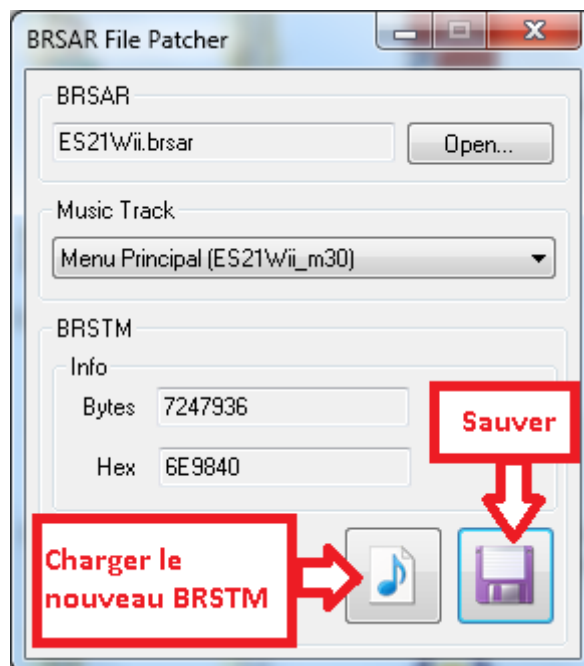 BRSAR File Patcher
BRSAR
ES21Wii.brsar
Open...
Music Track
Menu Principal (ES21Wii_m30)
BRSTM
Info
Bytes 7247936
Sauver
Hex 6E9840
Charger le
nouveau BRSTM